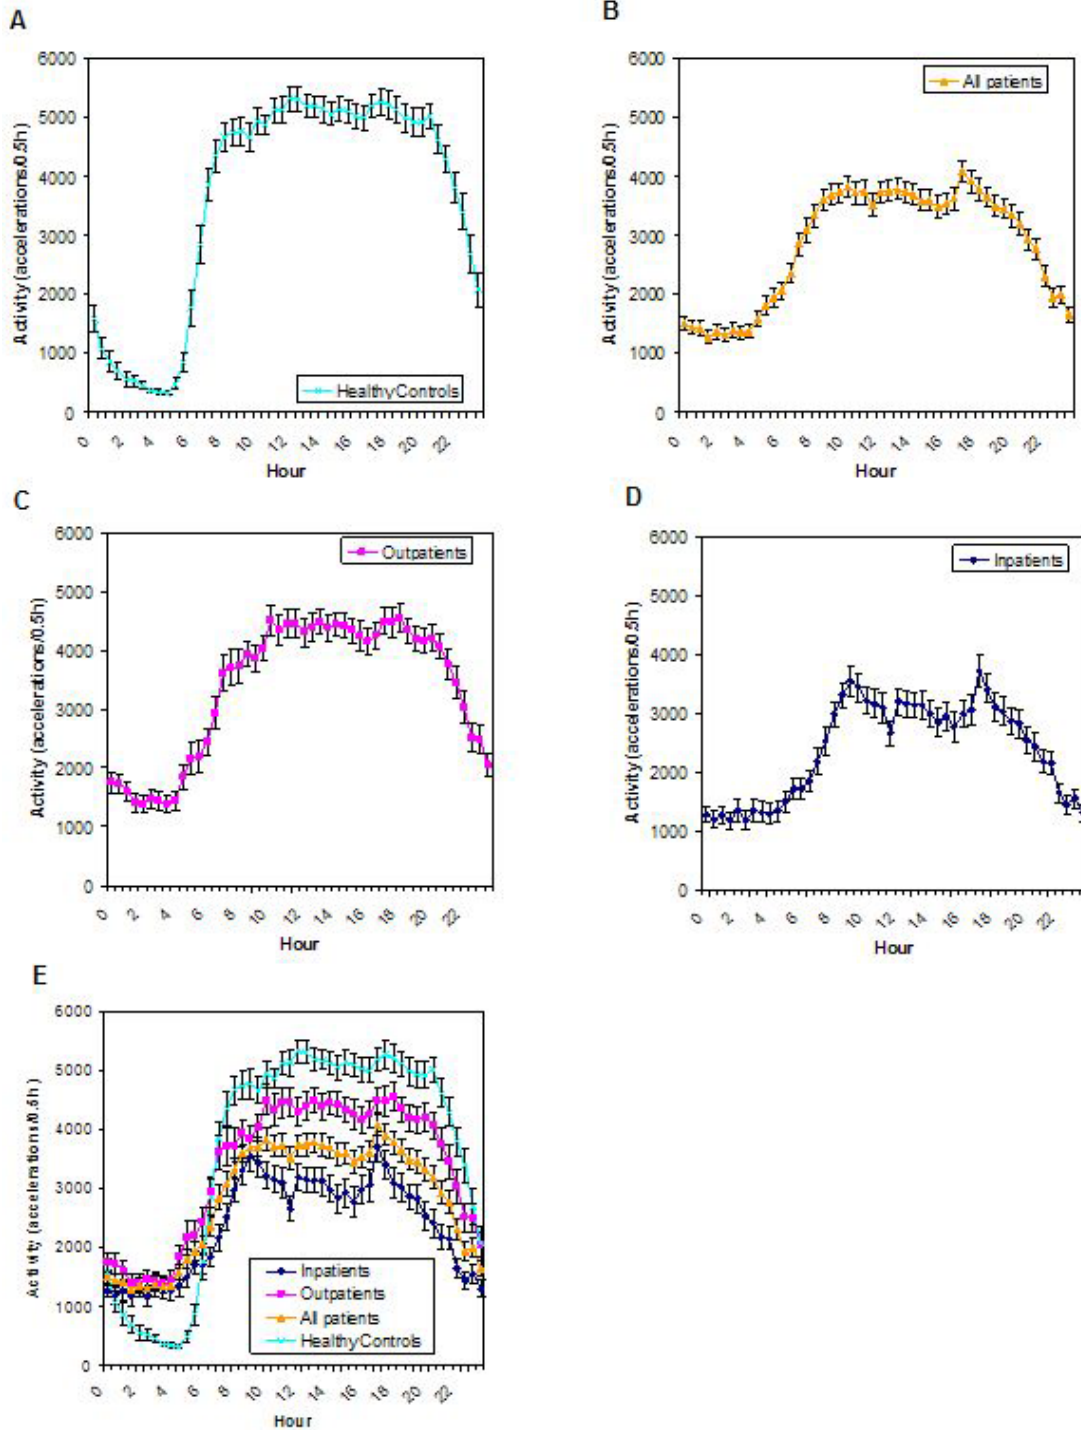 A
Activity (accelerations/0.5h)
6000
5000
4000
3000
2000
1000
0
HealthyControls
0 2 4 6 8 10 12 14 16 18 20 22
Hour
B
Activity (accelerations/0.5h)
6000
5000
4000
3000
2000
1000
0
All patients
0 2 4 6 8 10 12 14 16 18 20 22
Hour
C
Activity (accelerations/0.5h)
6000
5000
4000
3000
2000
1000
0
Outpatients
0 2 4 6 8 10 12 14 16 18 20 22
Hour
D
Activity (accelerations/0.5h)
6000
5000
4000
3000
2000
1000
0
Inpatients
0 2 4 6 8 10 12 14 16 18 20 22
Hour
E
Activity (accelerations/0.5h)
6000
5000
4000
3000
2000
1000
0
Inpatients
Outpatients
All patients
HealthyControls
0 2 4 6 8 10 12 14 16 18 20 22
Hour